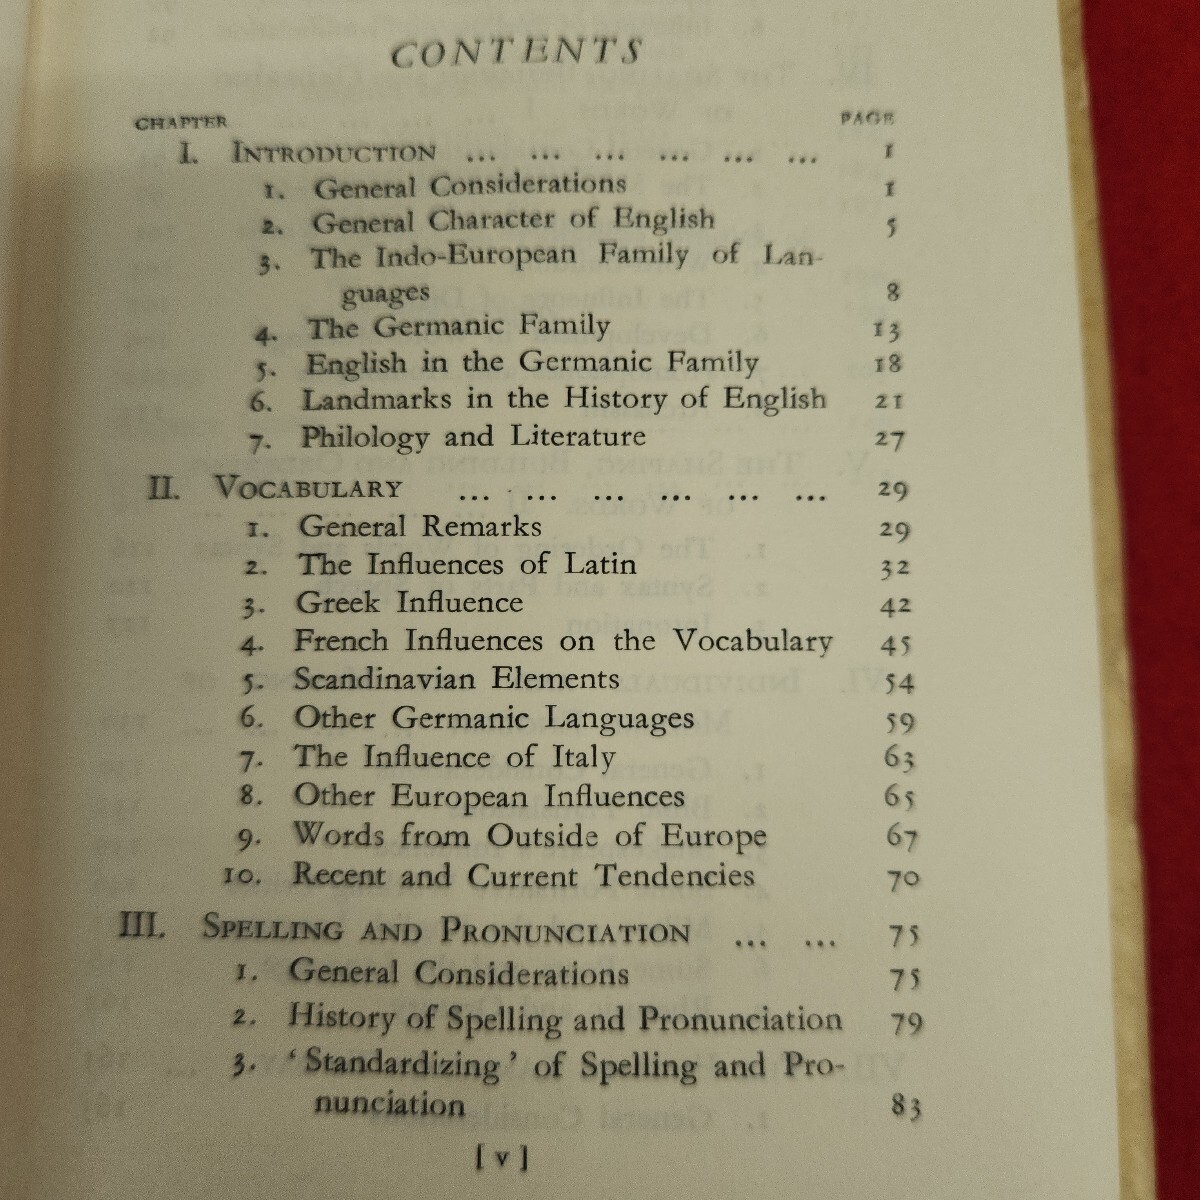 CONTENTS
CHAPTER PAGE
I. INTRODUCTION ... ... ... ... ... ... 1
1. General Considerations 1
2. General Character of English 5
3. The Indo-European Family of Lan-
guages 8
4. The Germanic Family 13
5. English in the Germanic Family 18
6. Landmarks in the History of English 21
7. Philology and Literature 27
II. VOCABULARY ... ... ... ... ... ... 29
1. General Remarks 29
2. The Influences of Latin 32
3. Greek Influence 42
4. French Influences on the Vocabulary 45
5. Scandinavian Elements 54
6. Other Germanic Languages 59
7. The Influence of Italy 63
8. Other European Influences 65
9. Words from Outside of Europe 67
10. Recent and Current Tendencies 70
III. SPELLING AND PRONUNCIATION ... ... 75
1. General Considerations 75
2. History of Spelling and Pronunciation 79
3. ‘Standardizing’ of Spelling and Pro-
nunciation 83
[ v ]